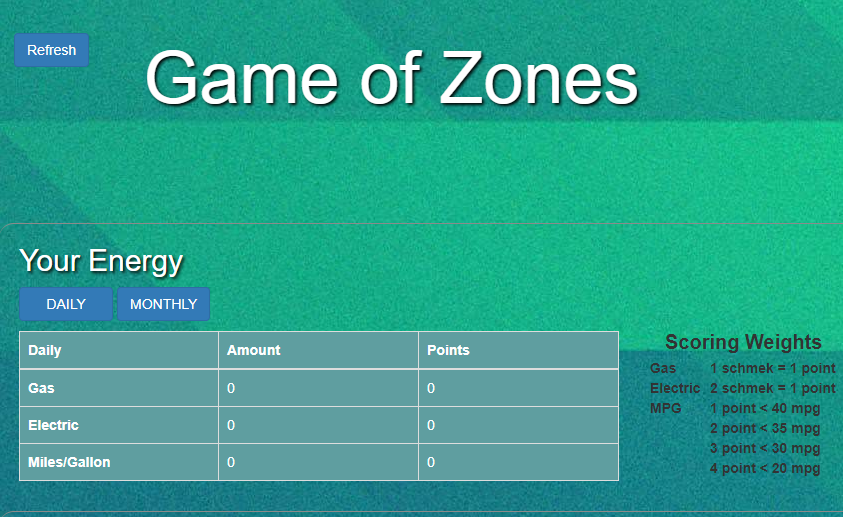 Refresh
Game of Zones
Your Energy
DAILY MONTHLY
Daily Amount Points
Gas 0 0
Electric 0 0
Miles/Gallon 0 0
Scoring Weights
Gas 1 schmek = 1 point
Electric 2 schmek = 1 point
MPG 1 point < 40 mpg
2 point < 35 mpg
3 point < 30 mpg
4 point < 20 mpg